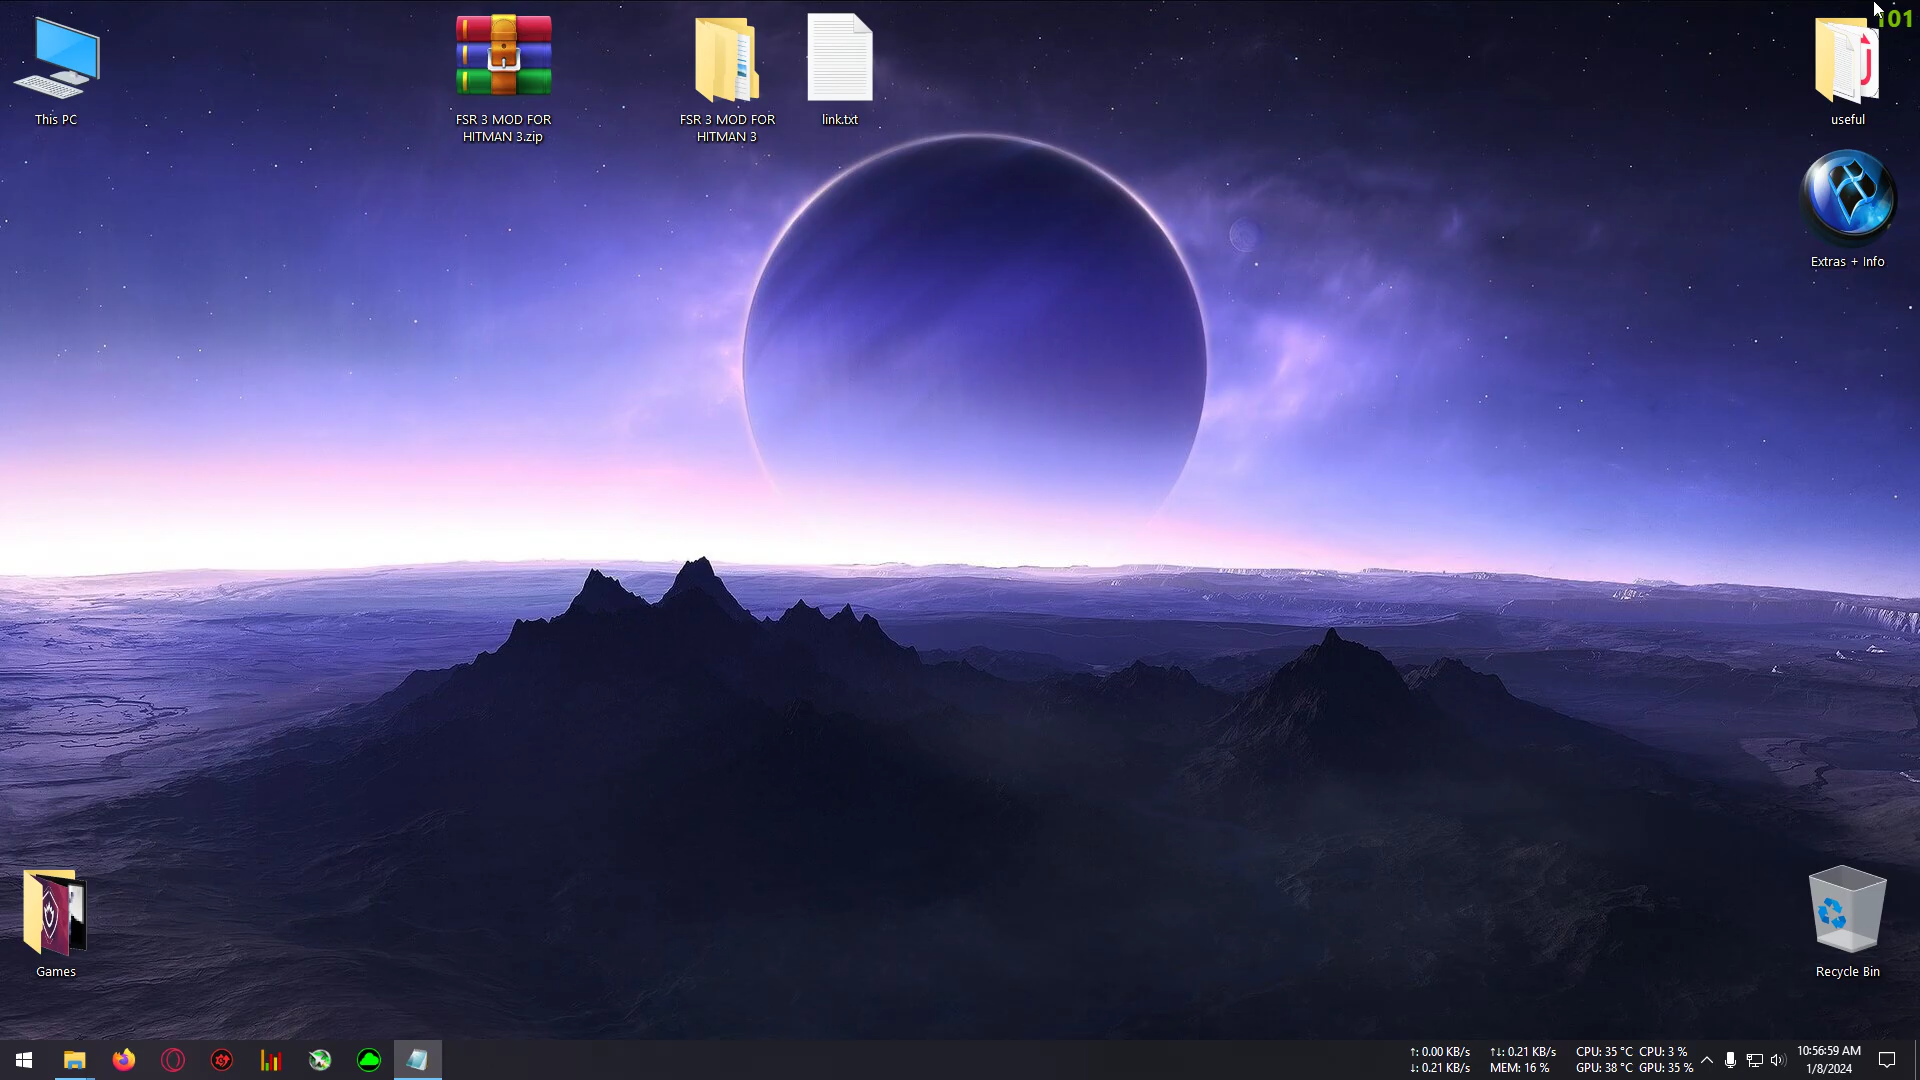 101
This PC
FSR 3 MOD FOR
HITMAN 3.zip
FSR 3 MOD FOR
HITMAN 3
link.txt
useful
Extras + Info
Games
Recycle Bin
↑: 0.00 KB/s
↓: 0.21 KB/s
↑↓: 0.21 KB/s
MEM: 16 %
CPU: 35 °C CPU: 3 %
GPU: 38 °C GPU: 35 %
10:56:59 AM
1/8/2024